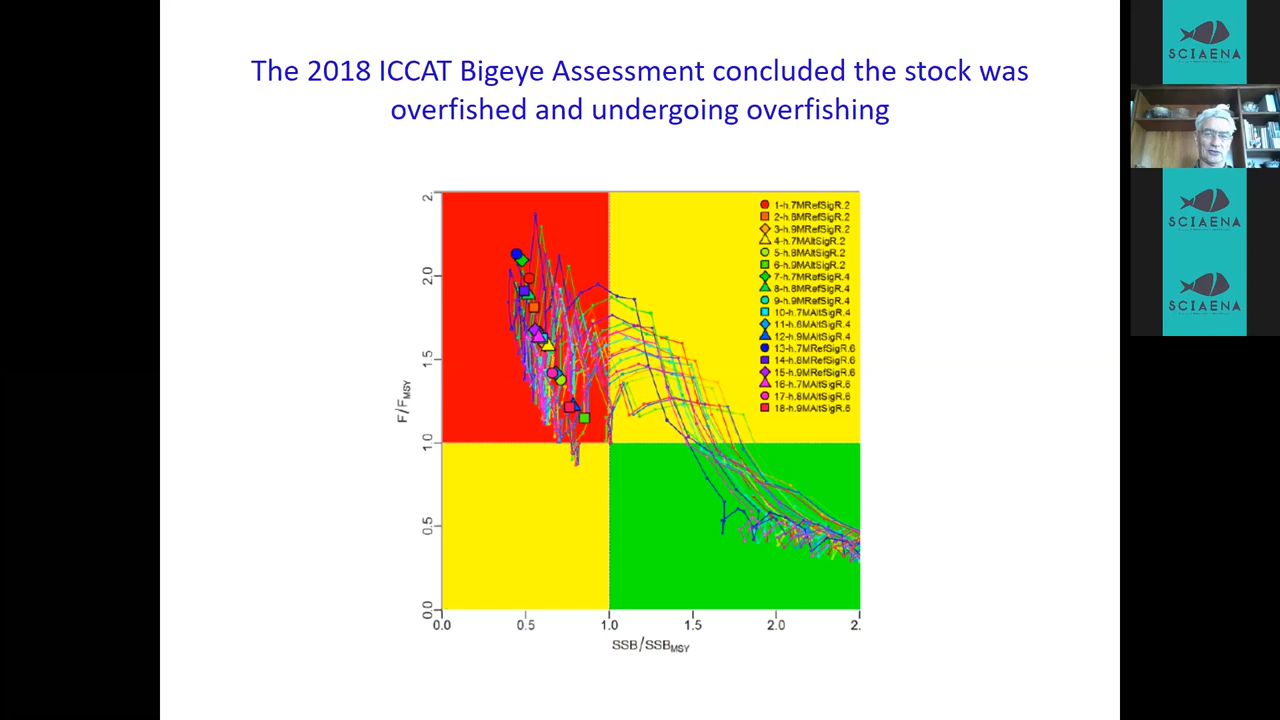 The 2018 ICCAT Bigeye Assessment concluded the stock was
overfished and undergoing overfishing
SCIAENA
SCIAENA
SCIAENA
1-h.7MRefSigR.2
2-h.8MRefSigR.2
3-h.9MRefSigR.2
4-h.7MAltSigR.2
5-h.8MAltSigR.2
6-h.9MAltSigR.2
7-h.7MRefSigR.4
8-h.8MRefSigR.4
9-h.9MRefSigR.4
10-h.7MAltSigR.4
11-h.8MAltSigR.4
12-h.9MAltSigR.4
13-h.7MRefSigR.6
14-h.8MRefSigR.6
15-h.9MRefSigR.6
16-h.7MAltSigR.6
17-h.8MAltSigR.6
18-h.9MAltSigR.6
2.
2.0
1.5
1.0
0.5
0.0
F/FMSY
0.0 0.5 1.0 1.5 2.0 2.
SSB/SSBMSY